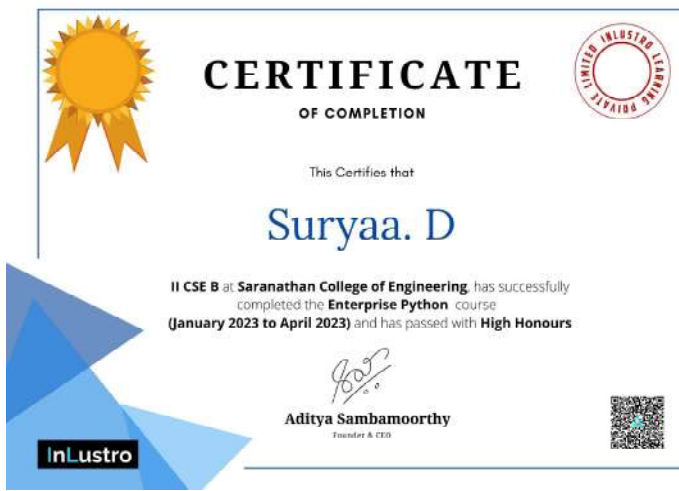 CERTIFICATE
OF COMPLETION
INLUSTRO LEARNING PRIVATE LIMITED
This Certifies that
Suryaa. D
II CSE B at Saranathan College of Engineering, has successfully
completed the Enterprise Python course
(January 2023 to April 2023) and has passed with High Honours
Aditya Sambamoorthy
Founder & CEO
InLustro